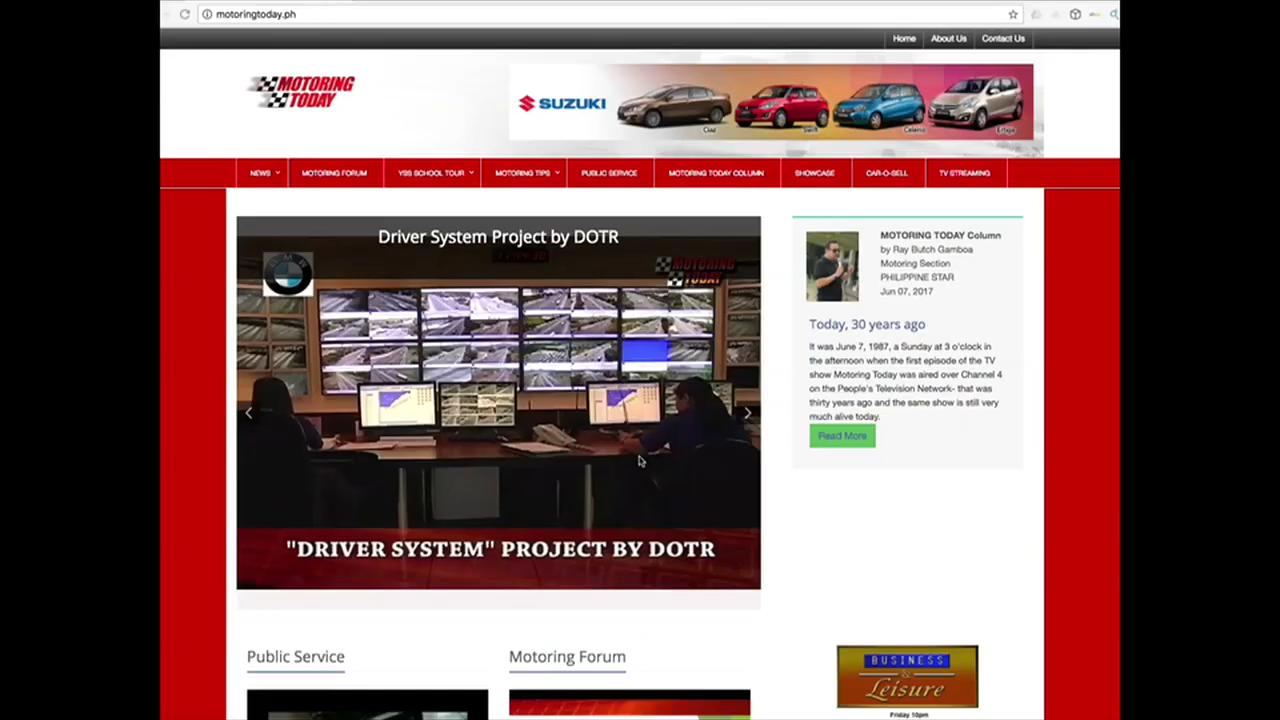 motoringtoday.ph
Home
About Us
Contact Us
MOTORING
TODAY
SUZUKI
Ciaz
Swift
Celerio
Ertiga
NEWS
MOTORING FORUM
YSS SCHOOL TOUR
MOTORING TIPS
PUBLIC SERVICE
MOTORING TODAY COLUMN
SHOWCASE
CAR-O-SELL
TV STREAMING
Driver System Project by DOTR
BMW
MOTORING
TODAY
"DRIVER SYSTEM" PROJECT BY DOTR
MOTORING TODAY Column
by Ray Butch Gamboa
Motoring Section
PHILIPPINE STAR
Jun 07, 2017
Today, 30 years ago
It was June 7, 1987, a Sunday at 3 o'clock in
the afternoon when the first episode of the TV
show Motoring Today was aired over Channel 4
on the People's Television Network- that was
thirty years ago and the same show is still very
much alive today.
Read More
Public Service
Motoring Forum
BUSINESS
&
Leisure
Friday 10pm